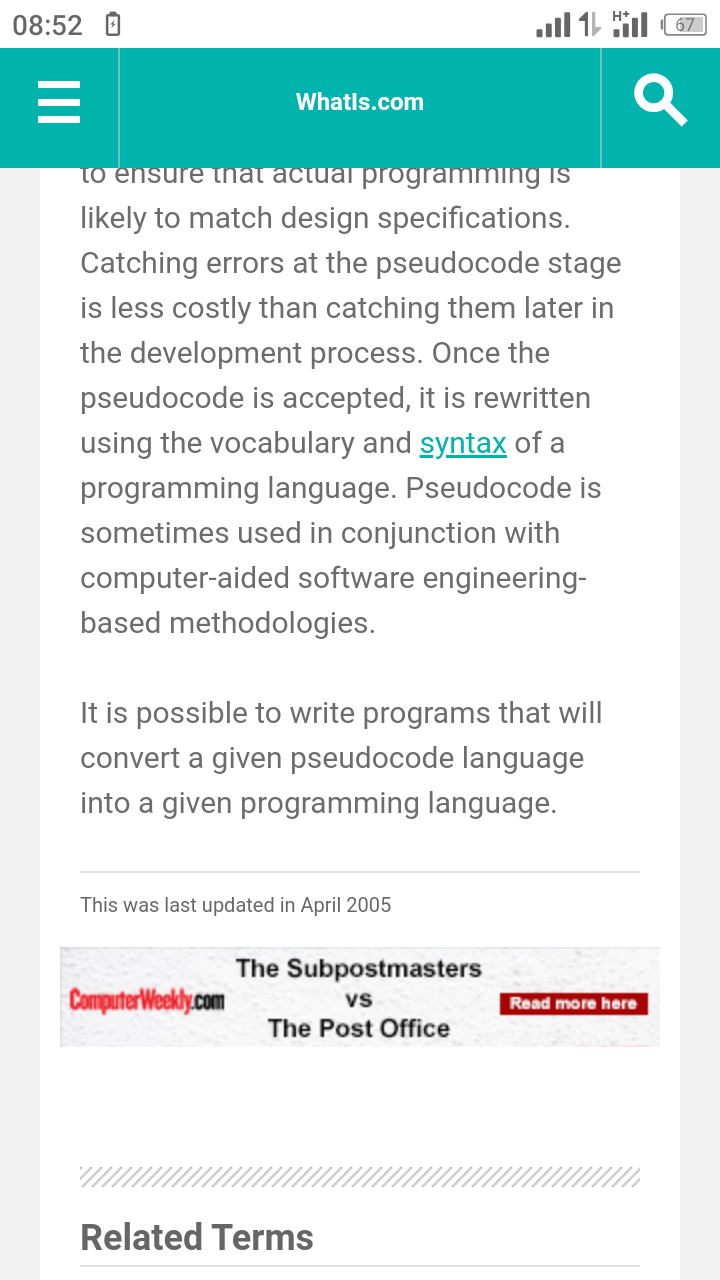 08:52
H+
67
WhatIs.com
to ensure that actual programming is
likely to match design specifications.
Catching errors at the pseudocode stage
is less costly than catching them later in
the development process. Once the
pseudocode is accepted, it is rewritten
using the vocabulary and syntax of a
programming language. Pseudocode is
sometimes used in conjunction with
computer-aided software engineering-
based methodologies.
It is possible to write programs that will
convert a given pseudocode language
into a given programming language.
This was last updated in April 2005
ComputerWeekly.com
The Subpostmasters
vs
The Post Office
Read more here
Related Terms